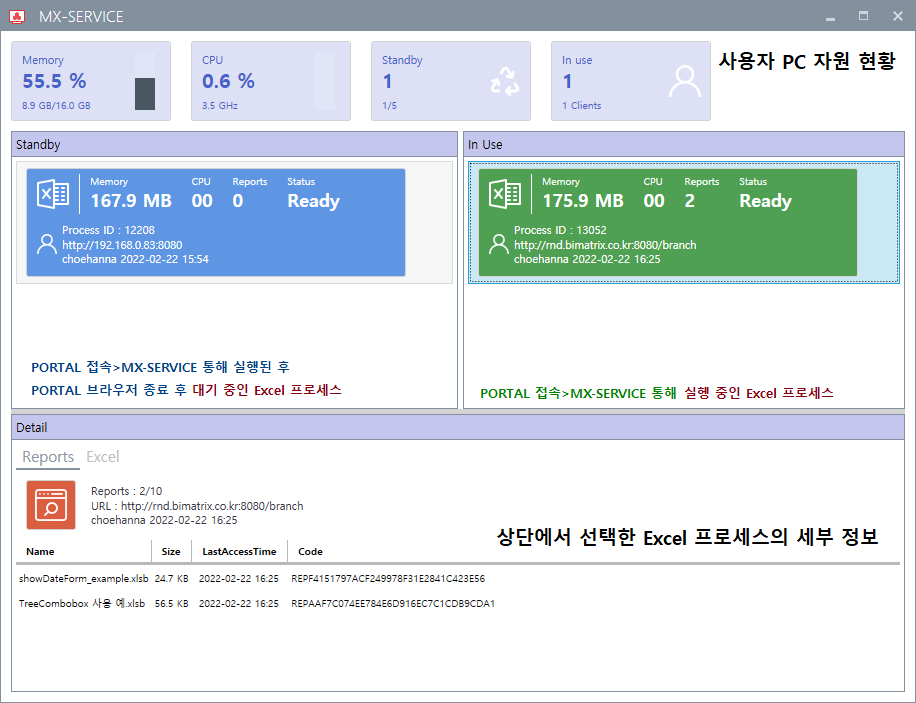 MX-SERVICE
Memory
55.5 %
8.9 GB/16.0 GB
CPU
0.6 %
3.5 GHz
Standby
1
1/5
In use
1
1 Clients
사용자 PC 자원 현황
Standby
Memory CPU Reports Status
167.9 MB 00 0 Ready
Process ID : 12208
http://192.168.0.83:8080
choehanna 2022-02-22 15:54
PORTAL 접속>MX-SERVICE 통해 실행된 후
PORTAL 브라우저 종료 후 대기 중인 Excel 프로세스
In Use
Memory CPU Reports Status
175.9 MB 00 2 Ready
Process ID : 13052
http://rnd.bimatrix.co.kr:8080/branch
choehanna 2022-02-22 16:25
PORTAL 접속>MX-SERVICE 통해 실행 중인 Excel 프로세스
Detail
Reports Excel
Reports : 2/10
URL : http://rnd.bimatrix.co.kr:8080/branch
choehanna 2022-02-22 16:25
상단에서 선택한 Excel 프로세스의 세부 정보
Name Size LastAccessTime Code
showDateForm_example.xlsb 24.7 KB 2022-02-22 16:25 REPF4151797ACF249978F31E2841C423E56
TreeCombobox 사용 예.xlsb 56.5 KB 2022-02-22 16:25 REPAAF7C074EE784E6D916EC7C1CDB9CDA1